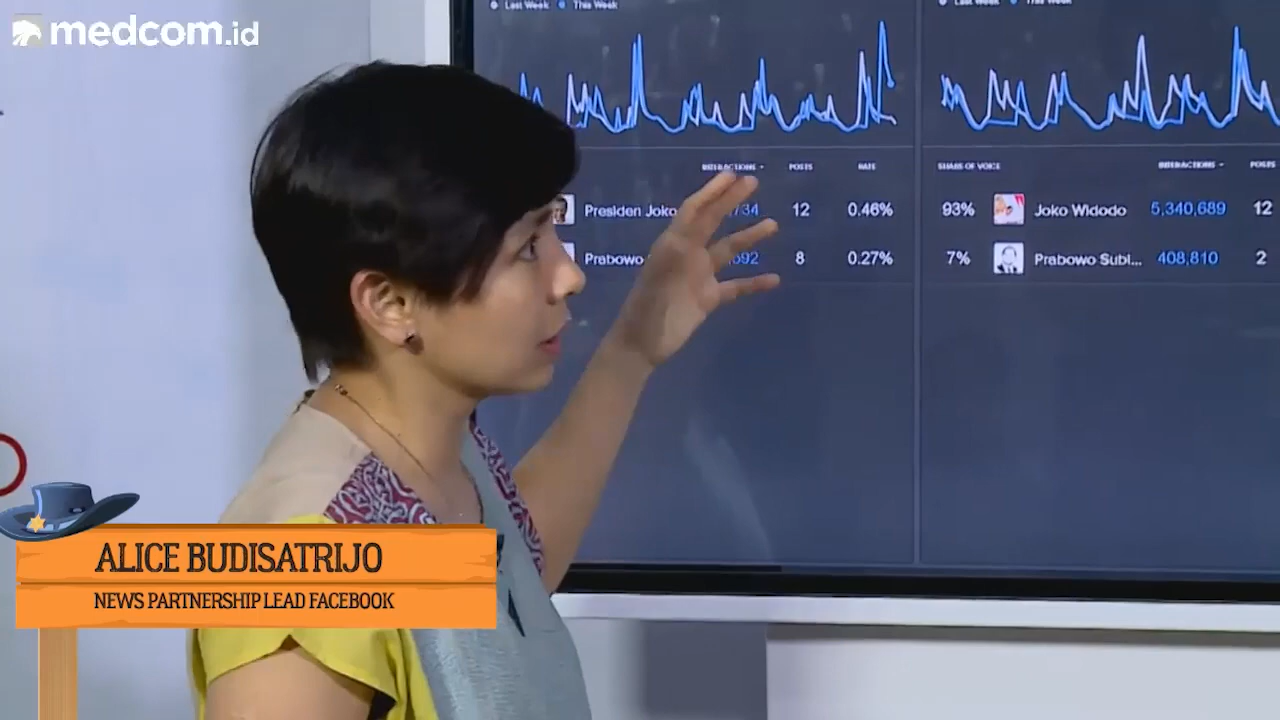 medcom.id
Last Week This Week
Last Week This Week
INTERACTIONS POSTS RATE
SHARE OF VOICE INTERACTIONS POSTS
Presiden Joko 734 12 0.46%
93% Joko Widodo 5,340,689 12
Prabowo 592 8 0.27%
7% Prabowo Subi... 408,810 2
ALICE BUDISATRIJO
NEWS PARTNERSHIP LEAD FACEBOOK